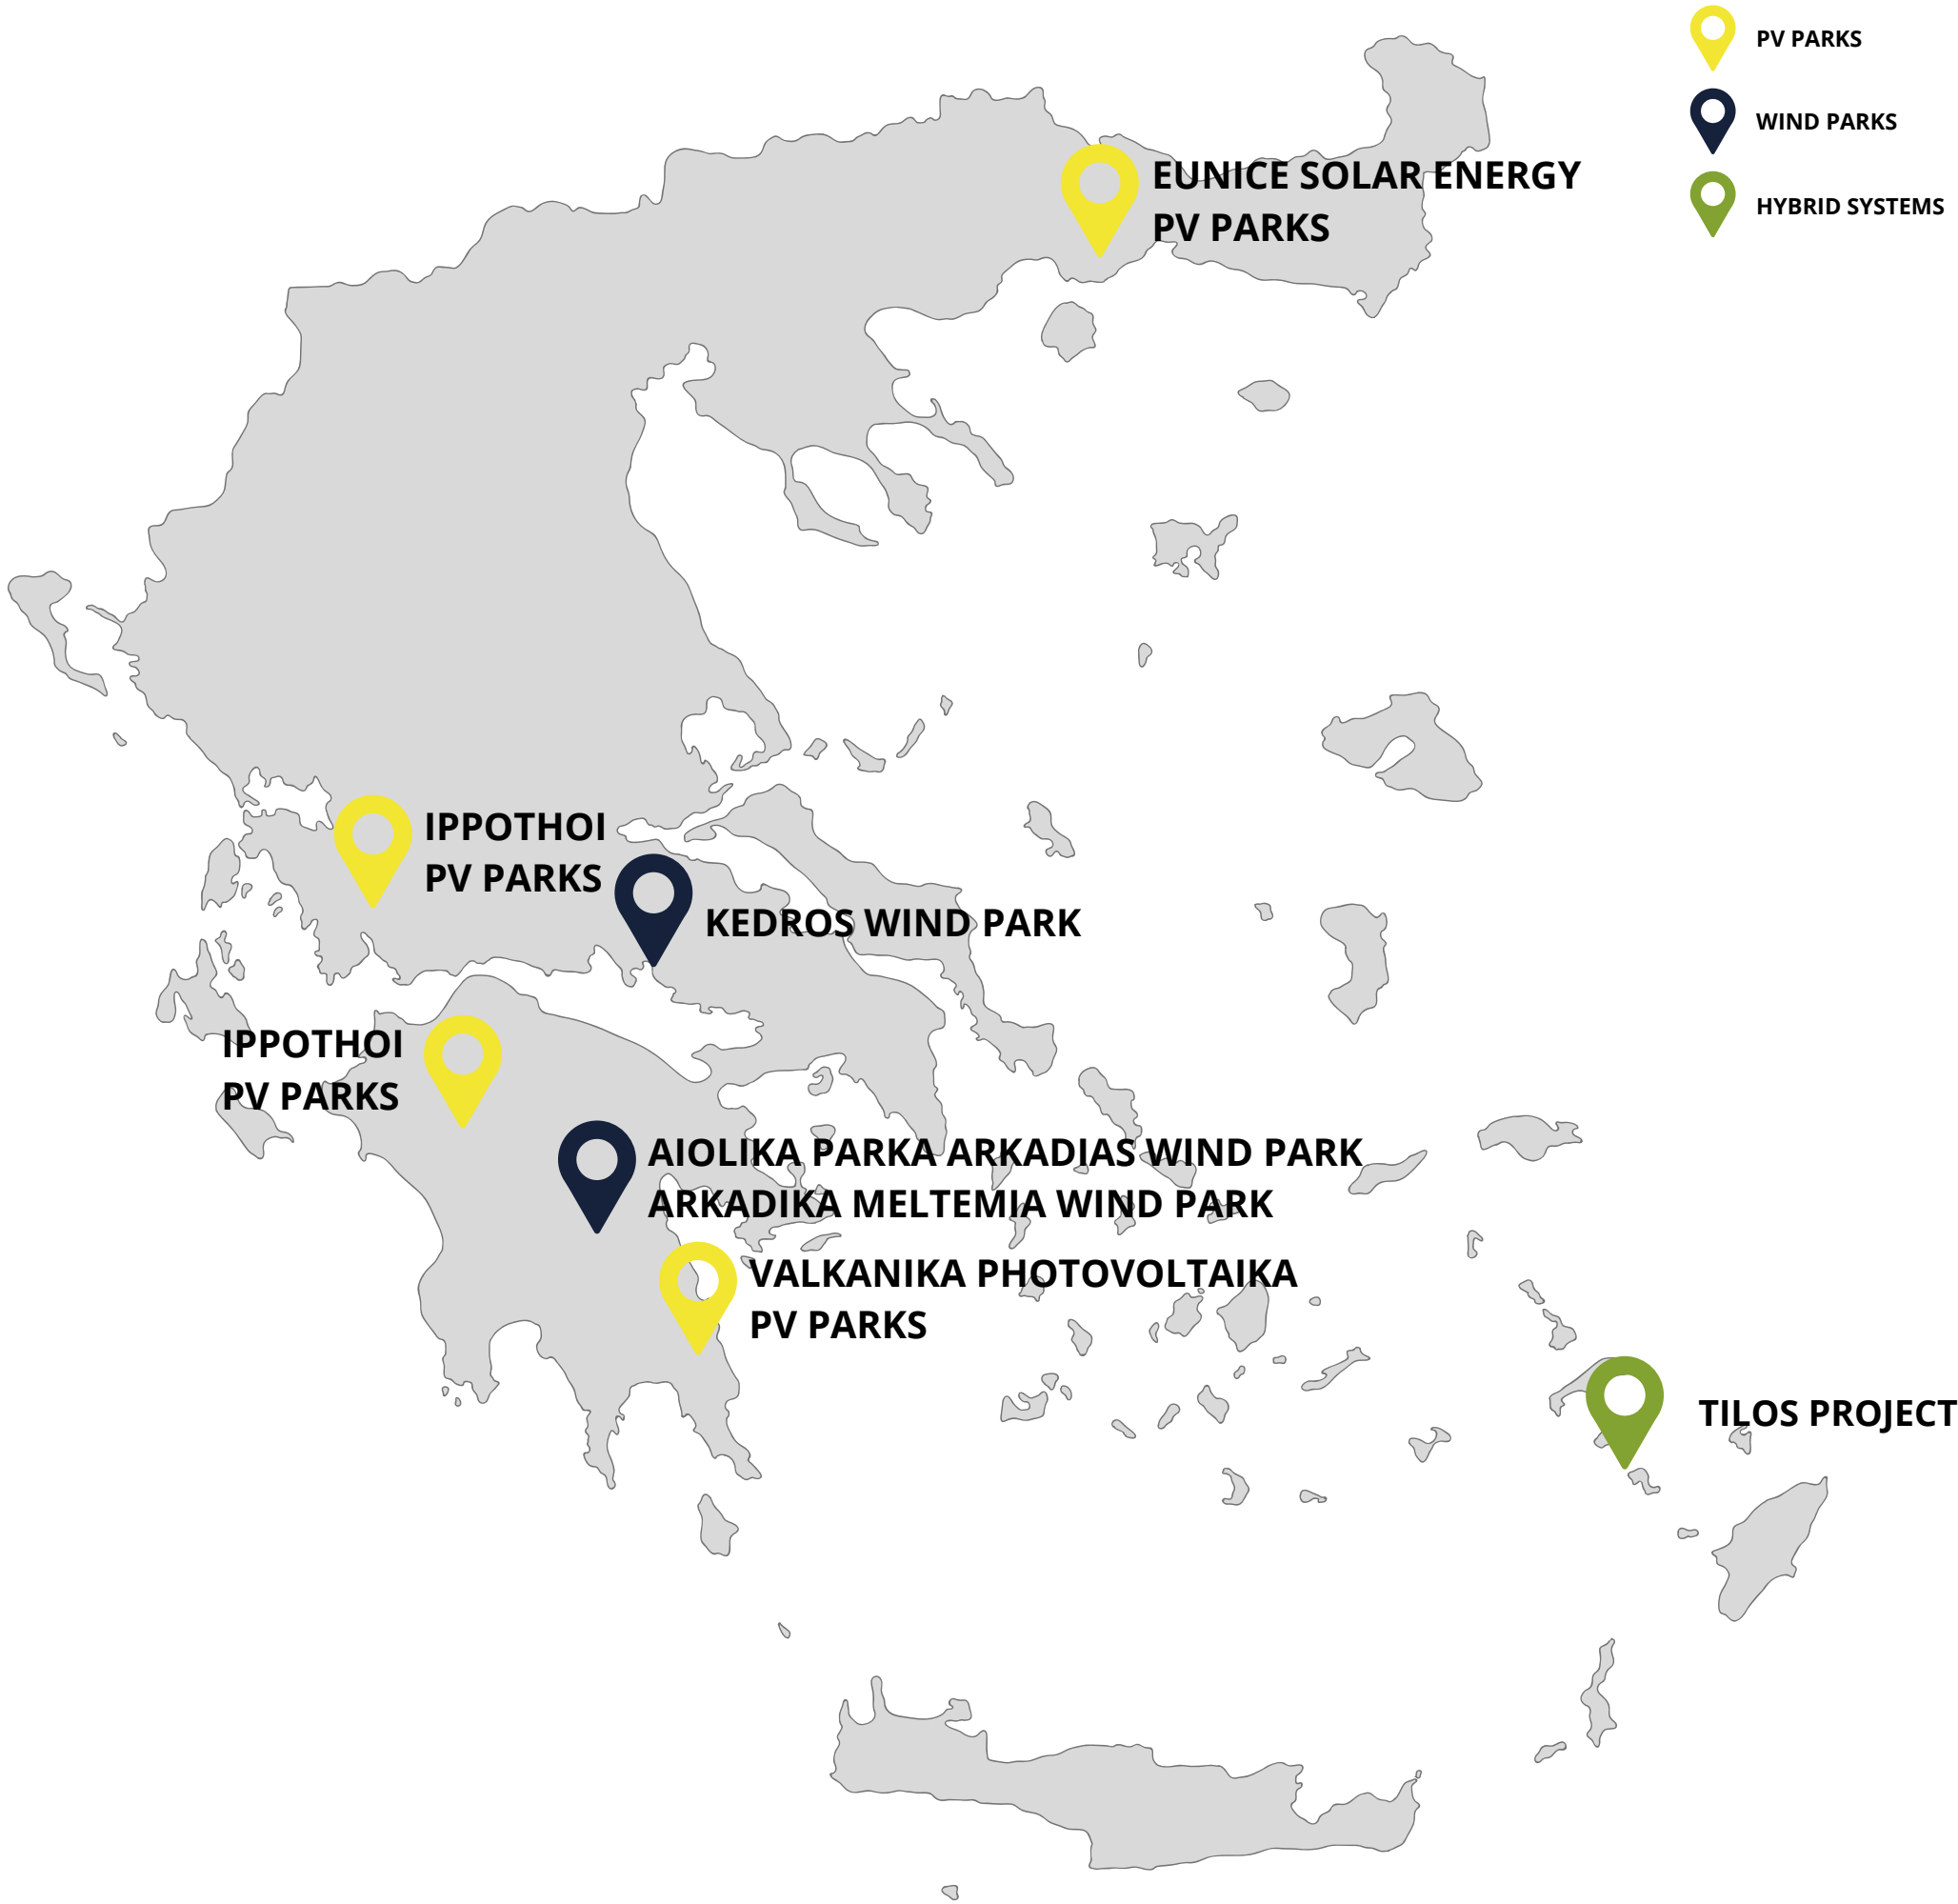 PV PARKS
WIND PARKS
HYBRID SYSTEMS
EUNICE SOLAR ENERGY
PV PARKS
IPPOTHOI
PV PARKS
KEDROS WIND PARK
IPPOTHOI
PV PARKS
AIOLIKA PARKA ARKADIAS WIND PARK
ARKADIKA MELTEMIA WIND PARK
VALKANIKA PHOTOVOLTAIKA
PV PARKS
TILOS PROJECT